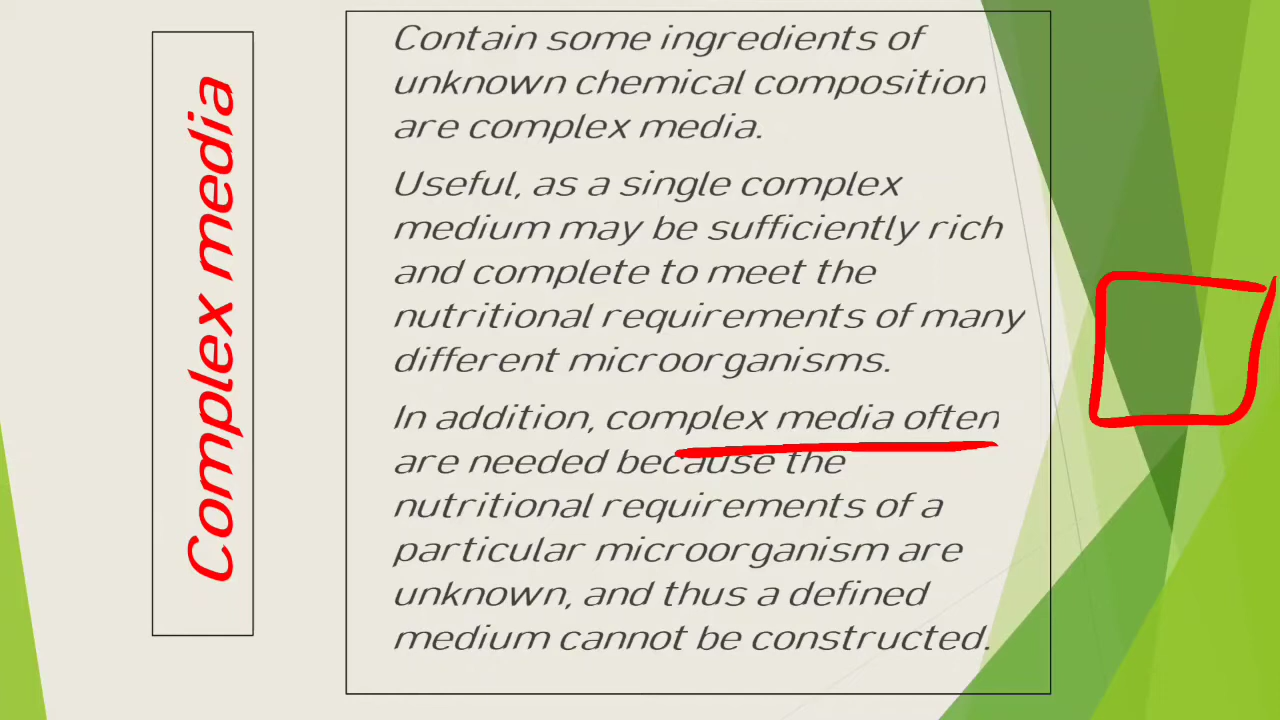 Complex media
Contain some ingredients of
unknown chemical composition
are complex media.
Useful, as a single complex
medium may be sufficiently rich
and complete to meet the
nutritional requirements of many
different microorganisms.
In addition, complex media often
are needed because the
nutritional requirements of a
particular microorganism are
unknown, and thus a defined
medium cannot be constructed.